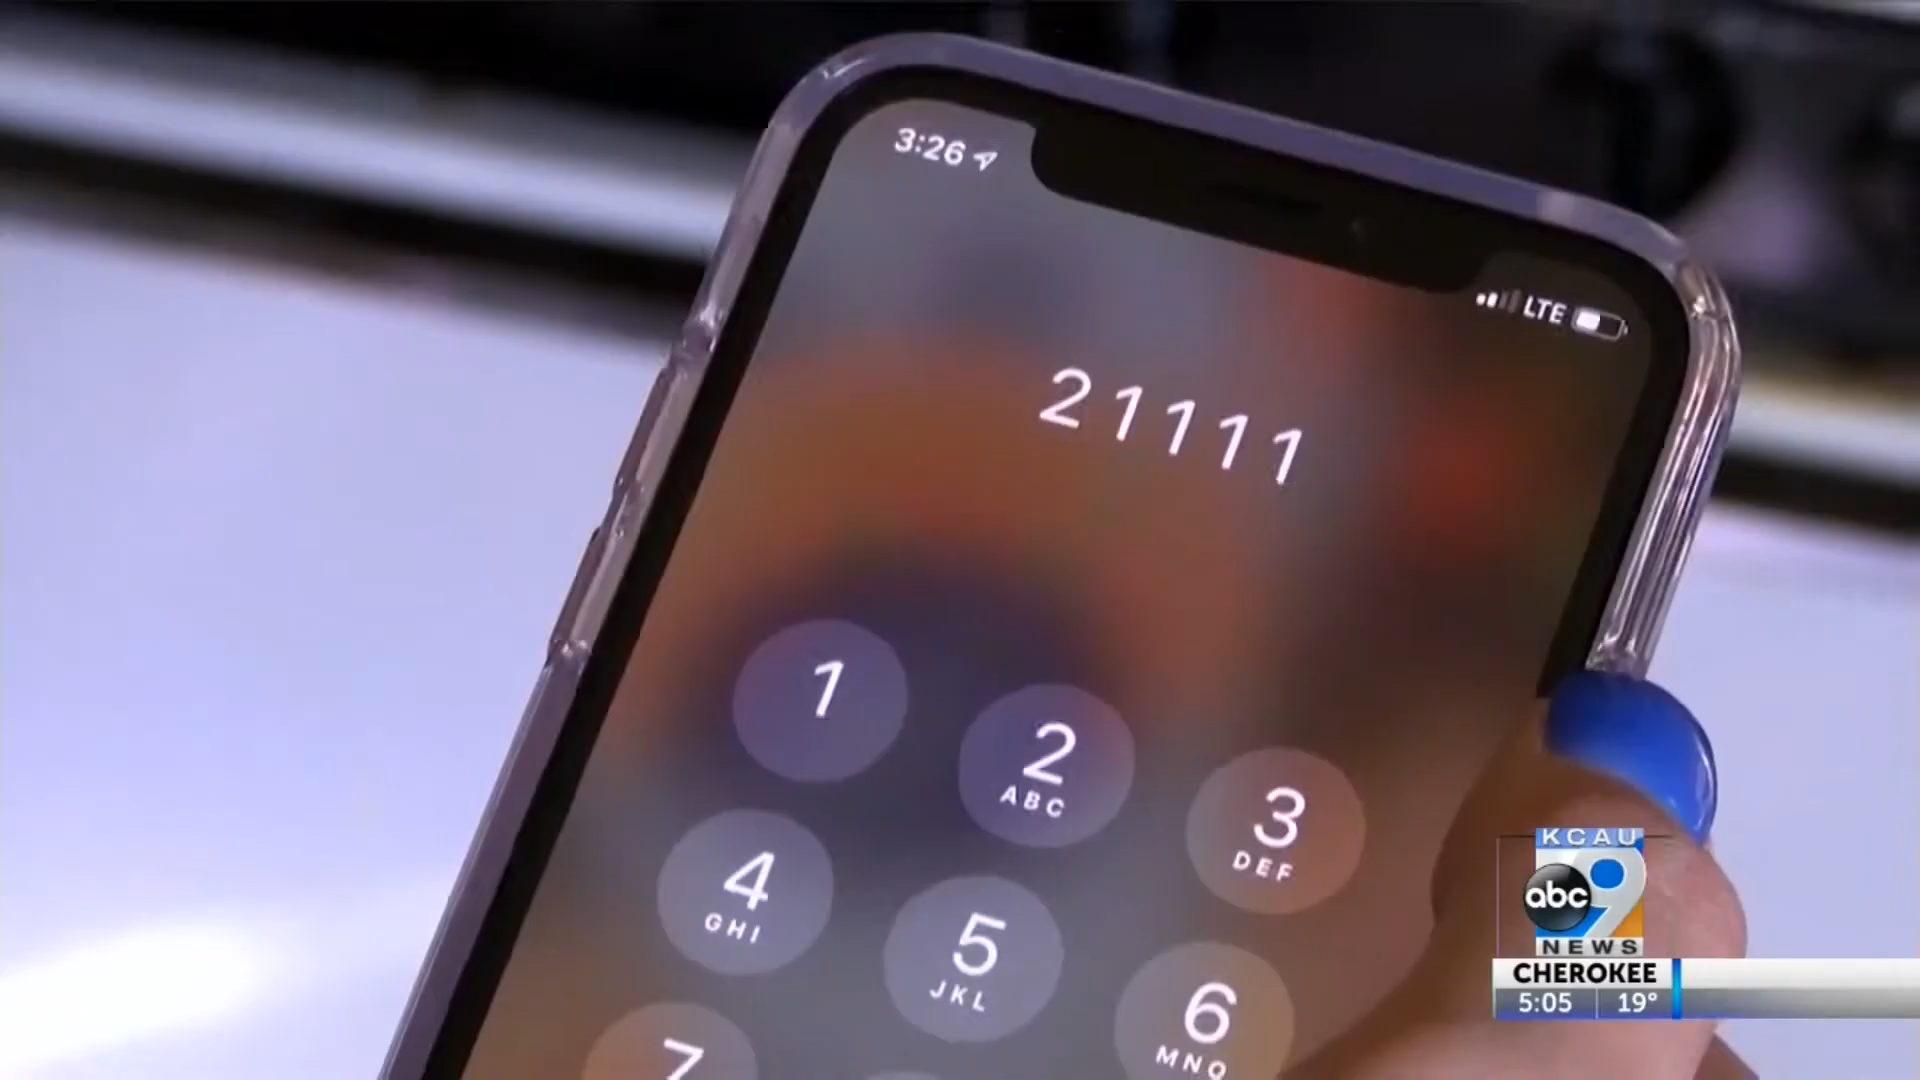 3:26
LTE
21111
1
2
ABC
3
DEF
4
GHI
5
JKL
6
MNO
7
KCAU
abc 9
NEWS
CHEROKEE
5:05 19°